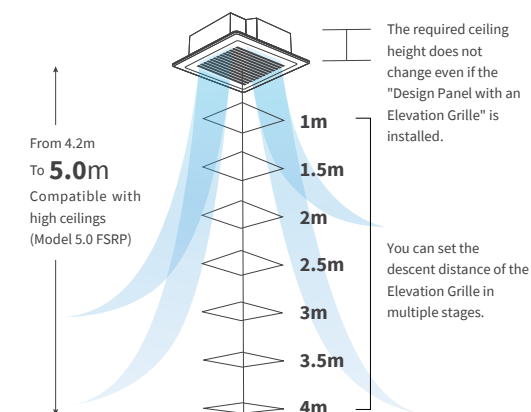 The required ceiling
height does not
change even if the
"Design Panel with an
Elevation Grille" is
installed.
From 4.2m
To 5.0m
Compatible with
high ceilings
(Model 5.0 FSRP)
1m
1.5m
2m
2.5m
3m
3.5m
4m
You can set the
descent distance of the
Elevation Grille in
multiple stages.